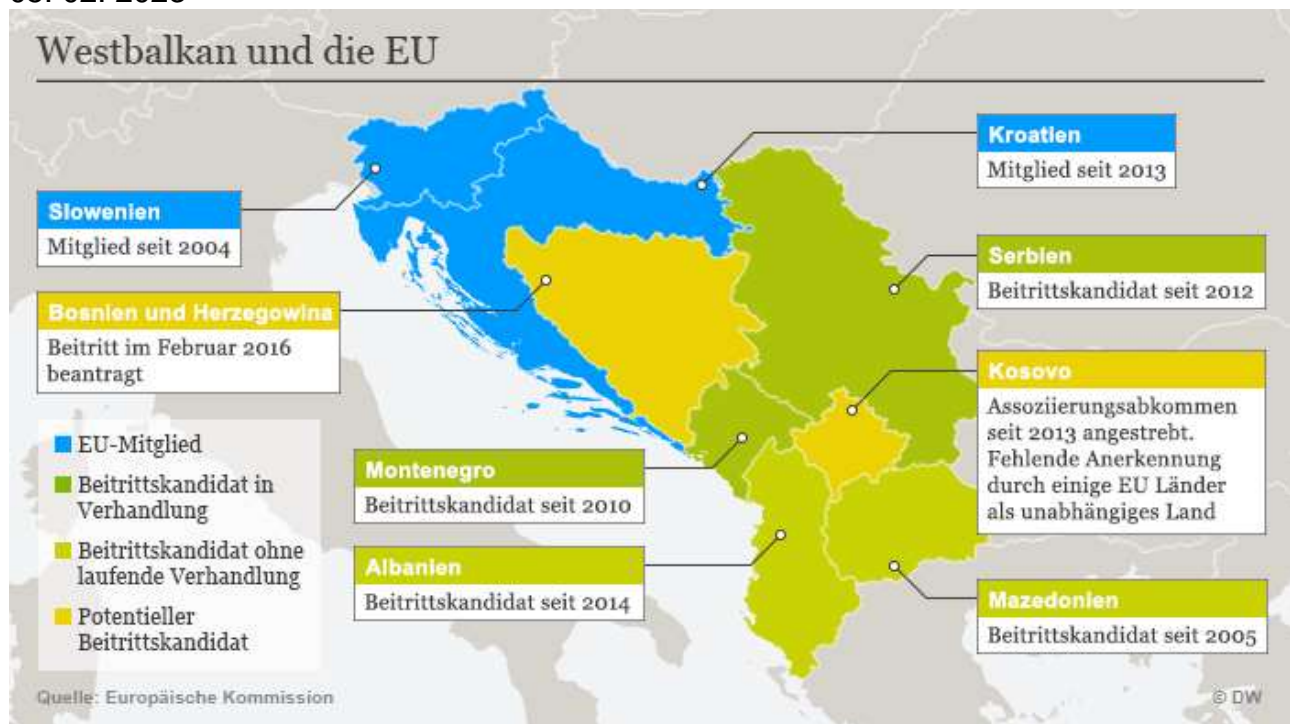 Westbalkan und die EU
Kroatien
Mitglied seit 2013
Slowenien
Mitglied seit 2004
Serbien
Beitrittskandidat seit 2012
Bosnien und Herzegowina
Beitritt im Februar 2016
beantragt
Kosovo
Assoziierungsabkommen
seit 2013 angestrebt.
Fehlende Anerkennung
durch einige EU Länder
als unabhängiges Land
EU-Mitglied
Beitrittskandidat in
Verhandlung
Beitrittskandidat ohne
laufende Verhandlung
Potentieller
Beitrittskandidat
Montenegro
Beitrittskandidat seit 2010
Albanien
Beitrittskandidat seit 2014
Mazedonien
Beitrittskandidat seit 2005
Quelle: Europäische Kommission
© DW